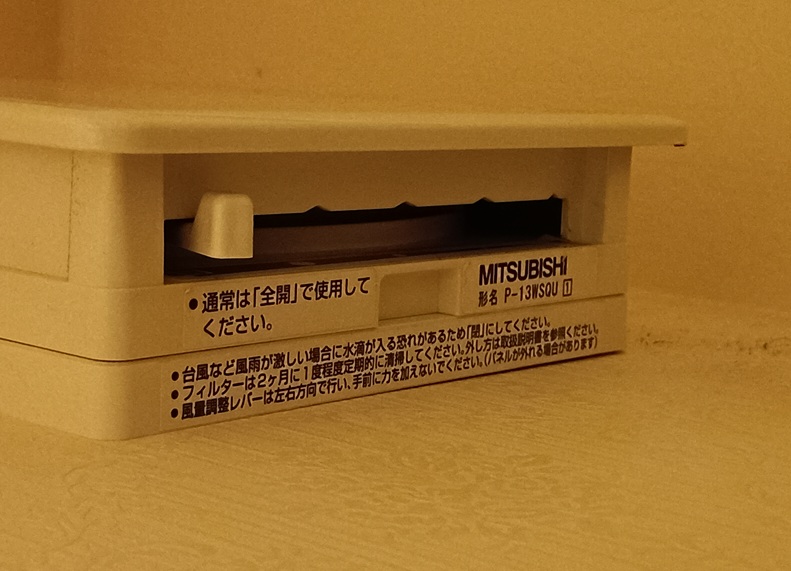 ●通常は｢全開｣で使用して
ください。
MITSUBISHI
形名 P-13WSQU 1
●台風など風雨が激しい場合に水滴が入る恐れがあるため｢閉｣にしてください。
●フィルターは2ヶ月に1度程度定期的に清掃してください。外し方は取扱説明書を参照ください。
●風量調整レバーは左右方向で行い、手前に力を加えないでください。(パネルが外れる場合があります)